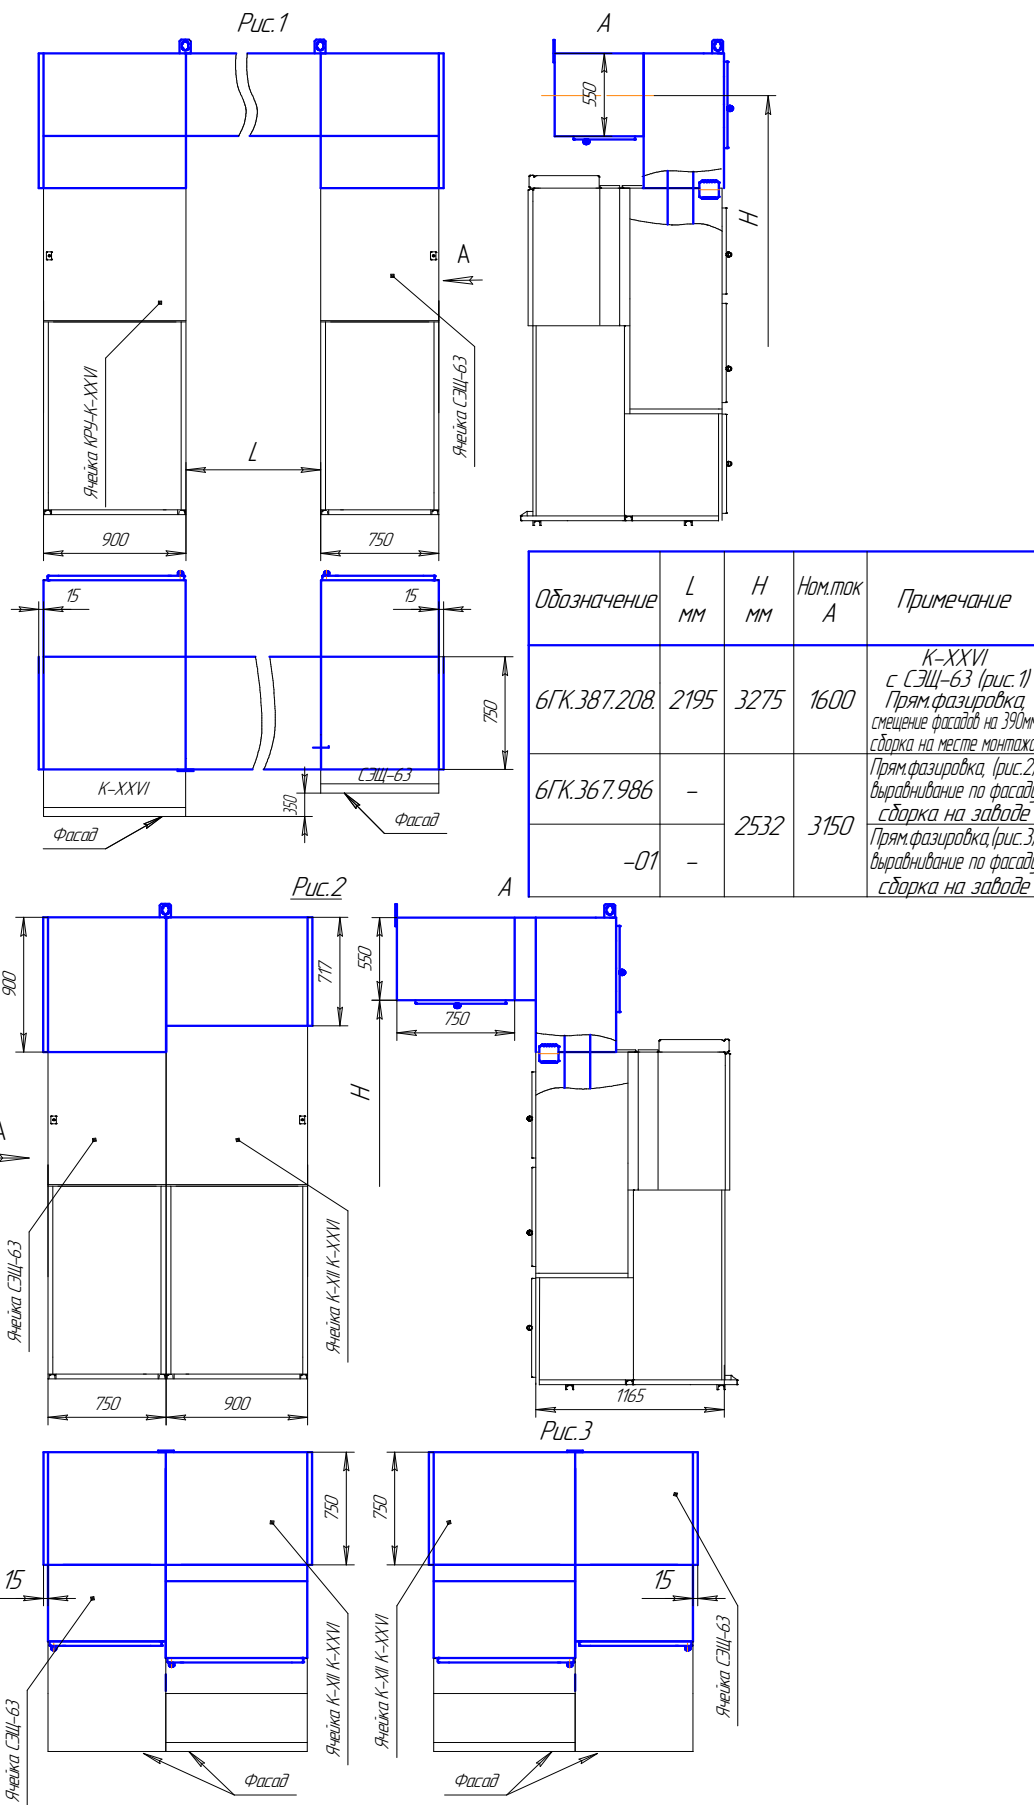 Рис.1
А
550
Н
А
Ячейка КРУ-К-XXVI
Ячейка СЭЩ-63
L
900
750
15
15
750
К-XXVI
СЭЩ-63
350
Фасад
Фасад
Обозначение
L
мм
Н
мм
Ном.ток
А
Примечание
6ГК.387.208.
2195
3275
1600
К-XXVI
с СЭЩ-63 (рис.1)
Прям.фазировка,
смещение фасадов на 390мм
сборка на месте монтажа
6ГК.367.986
-
2532
3150
Прям.фазировка, (рис.2)
выравнивание по фасаду
сборка на заводе
-01
-
Прям.фазировка,(рис.3)
выравнивание по фасаду
сборка на заводе
Рис.2
А
900
717
550
750
Н
А
Ячейка СЭЩ-63
Ячейка К-XII К-XXVI
750
900
1165
Рис.3
750
750
15
15
Ячейка СЭЩ-63
Ячейка К-XII К-XXVI
Ячейка К-XII К-XXVI
Ячейка СЭЩ-63
Фасад
Фасад